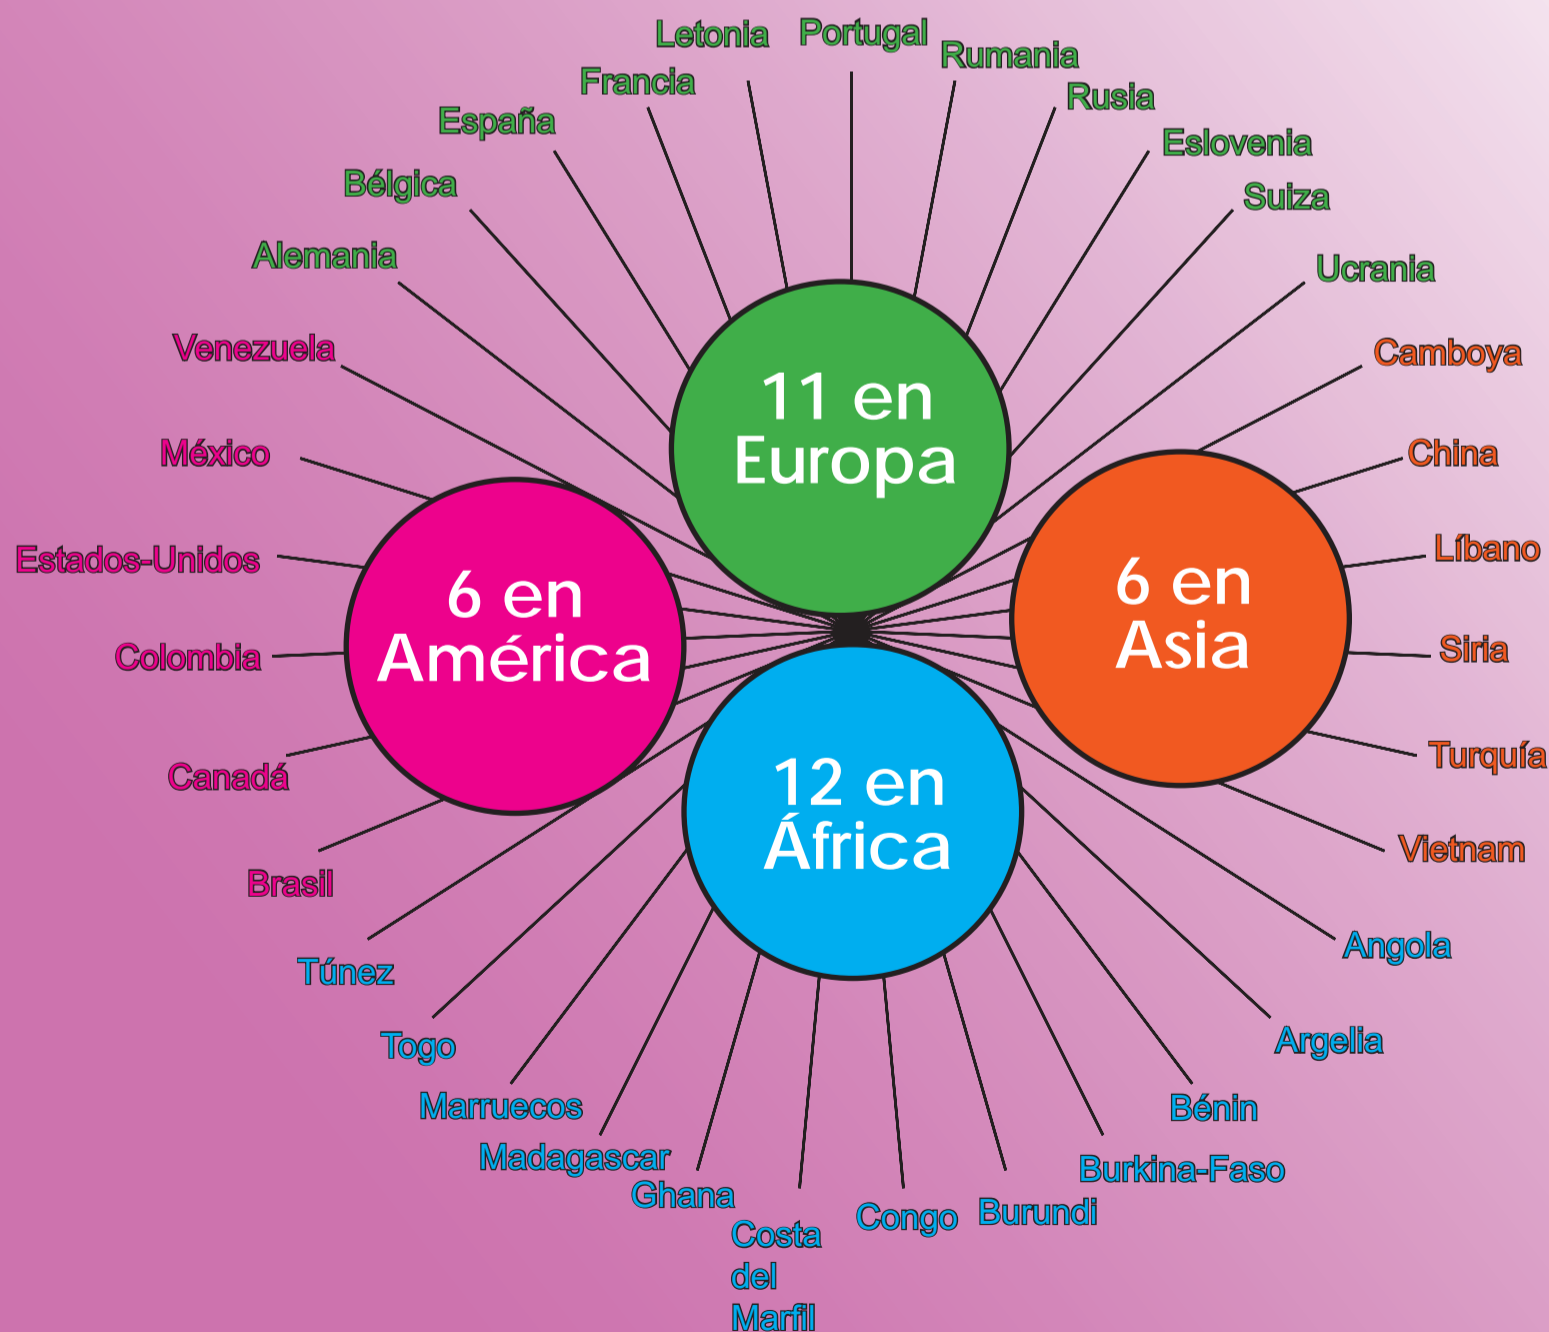 Letonia
Portugal
Rumania
Francia
Rusia
España
Eslovenia
Bélgica
Suiza
Alemania
Ucrania
Venezuela
Camboya
11 en
Europa
México
China
Estados-Unidos
Líbano
6 en
América
6 en
Asia
Colombia
Siria
Canadá
Turquía
12 en
África
Brasil
Vietnam
Túnez
Angola
Togo
Argelia
Marruecos
Bénin
Madagascar
Burkina-Faso
Ghana
Costa
del
Marfil
Congo
Burundi